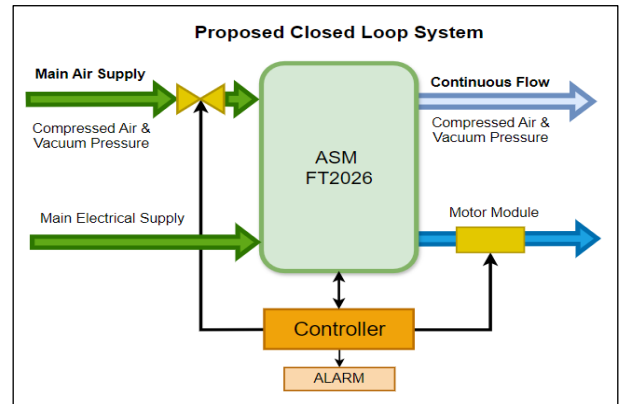 Proposed Closed Loop System
Main Air Supply
Compressed Air &
Vacuum Pressure
Main Electrical Supply
ASM
FT2026
Continuous Flow
Compressed Air &
Vacuum Pressure
Motor Module
Controller
ALARM